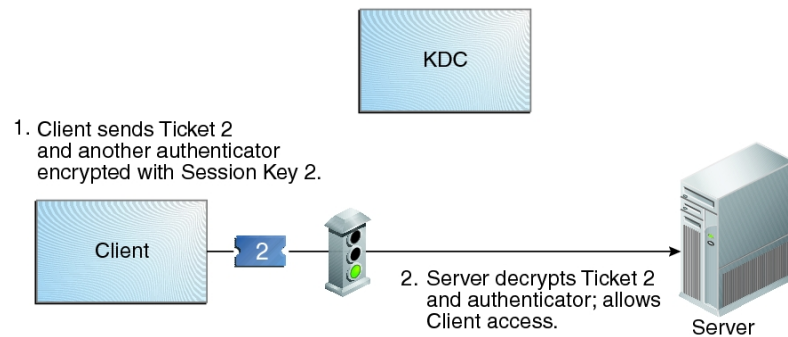 KDC
1. Client sends Ticket 2
and another authenticator
encrypted with Session Key 2.
Client
2
2. Server decrypts Ticket 2
and authenticator; allows
Client access.
Server